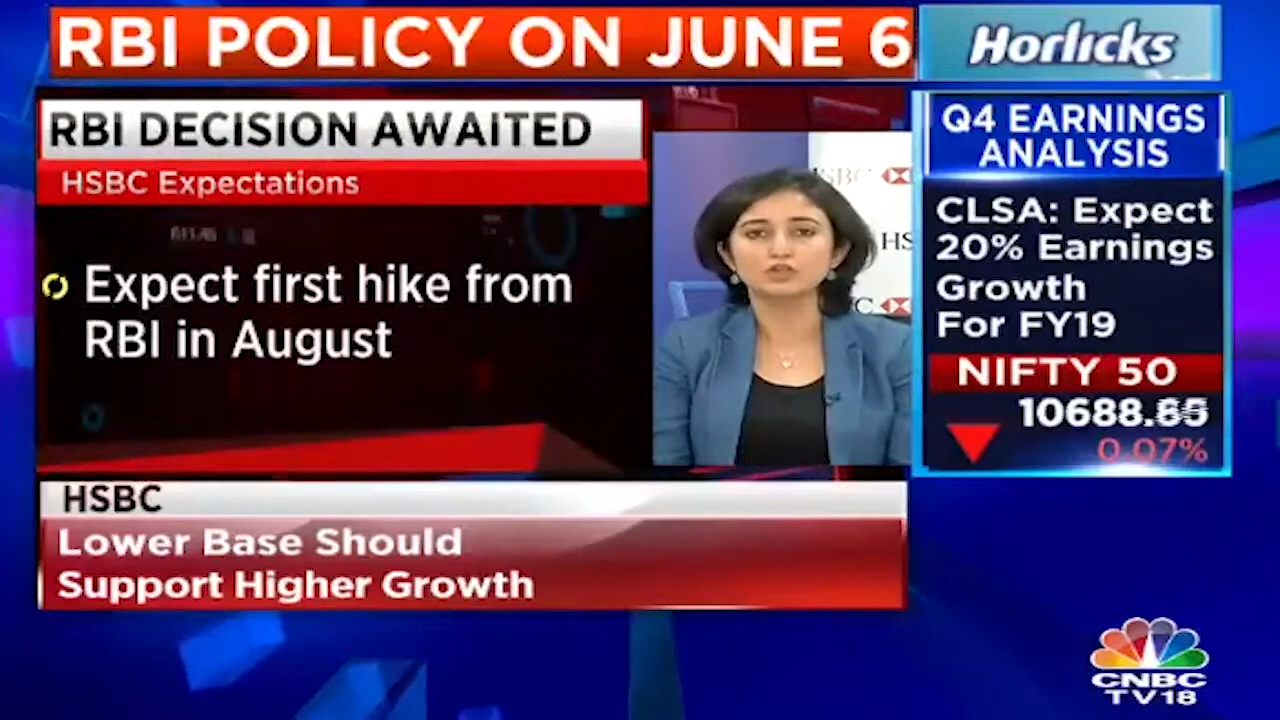 RBI POLICY ON JUNE 6
Horlicks
RBI DECISION AWAITED
HSBC Expectations
Expect first hike from
RBI in August
HSBC
HS
Q4 EARNINGS
ANALYSIS
CLSA: Expect
20% Earnings
Growth
For FY19
NIFTY 50
10688.
0.07%
HSBC
Lower Base Should
Support Higher Growth
CNBC
TV18